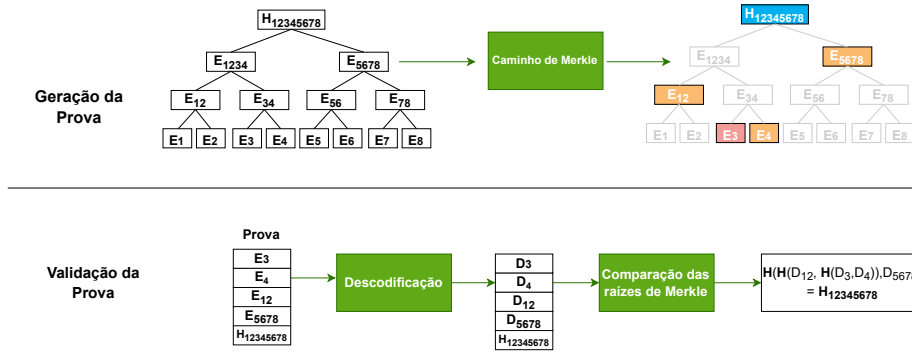 H12345678
E1234 E5678
Caminho de Merkle
Geração da
Prova
E12 E34 E56 E78
E1 E2 E3 E4 E5 E6 E7 E8
H12345678
E1234 E5678
E12 E34 E56 E78
E1 E2 E3 E4 E5 E6 E7 E8
Validação da
Prova
Prova
E3
E4
E12
E5678
H12345678
Descodificação
D3
D4
D12
D5678
H12345678
Comparação das
raízes de Merkle
H(H(D12, H(D3,D4)),D5678
= H12345678